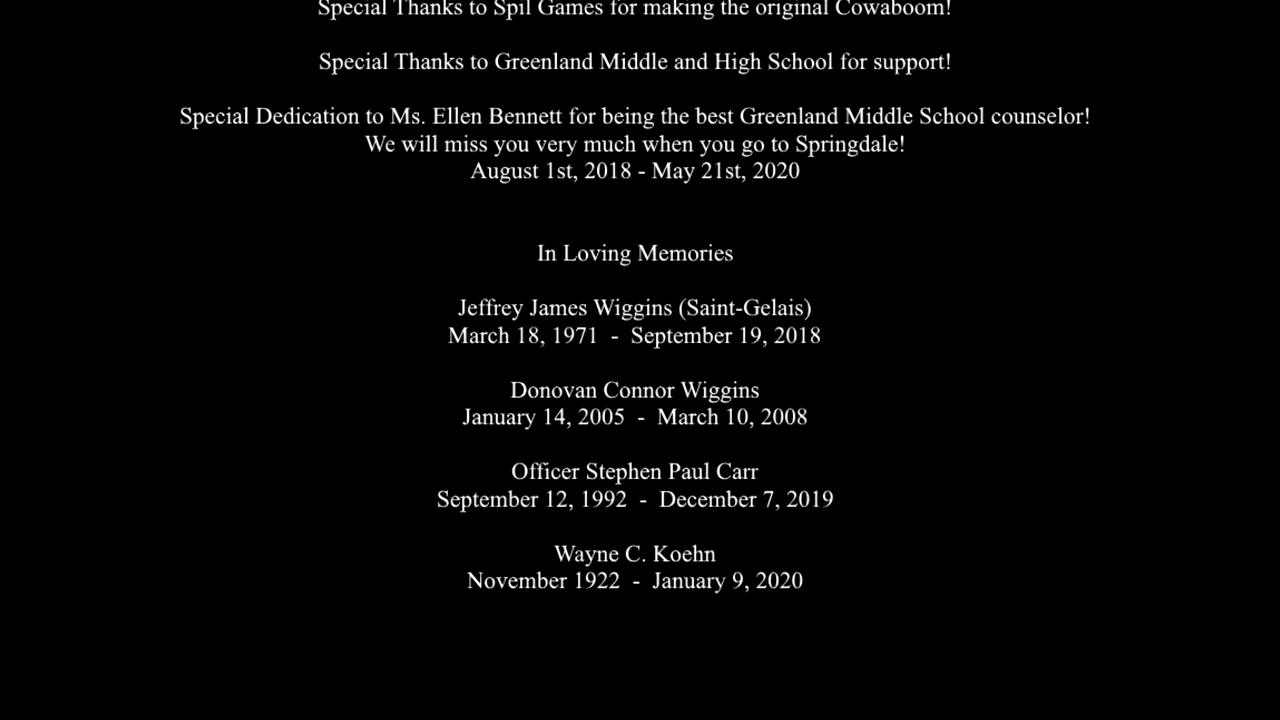 Special Thanks to Spil Games for making the original Cowaboom!
Special Thanks to Greenland Middle and High School for support!
Special Dedication to Ms. Ellen Bennett for being the best Greenland Middle School counselor!
We will miss you very much when you go to Springdale!
August 1st, 2018 - May 21st, 2020
In Loving Memories
Jeffrey James Wiggins (Saint-Gelais)
March 18, 1971  -  September 19, 2018
Donovan Connor Wiggins
January 14, 2005  -  March 10, 2008
Officer Stephen Paul Carr
September 12, 1992  -  December 7, 2019
Wayne C. Koehn
November 1922  -  January 9, 2020